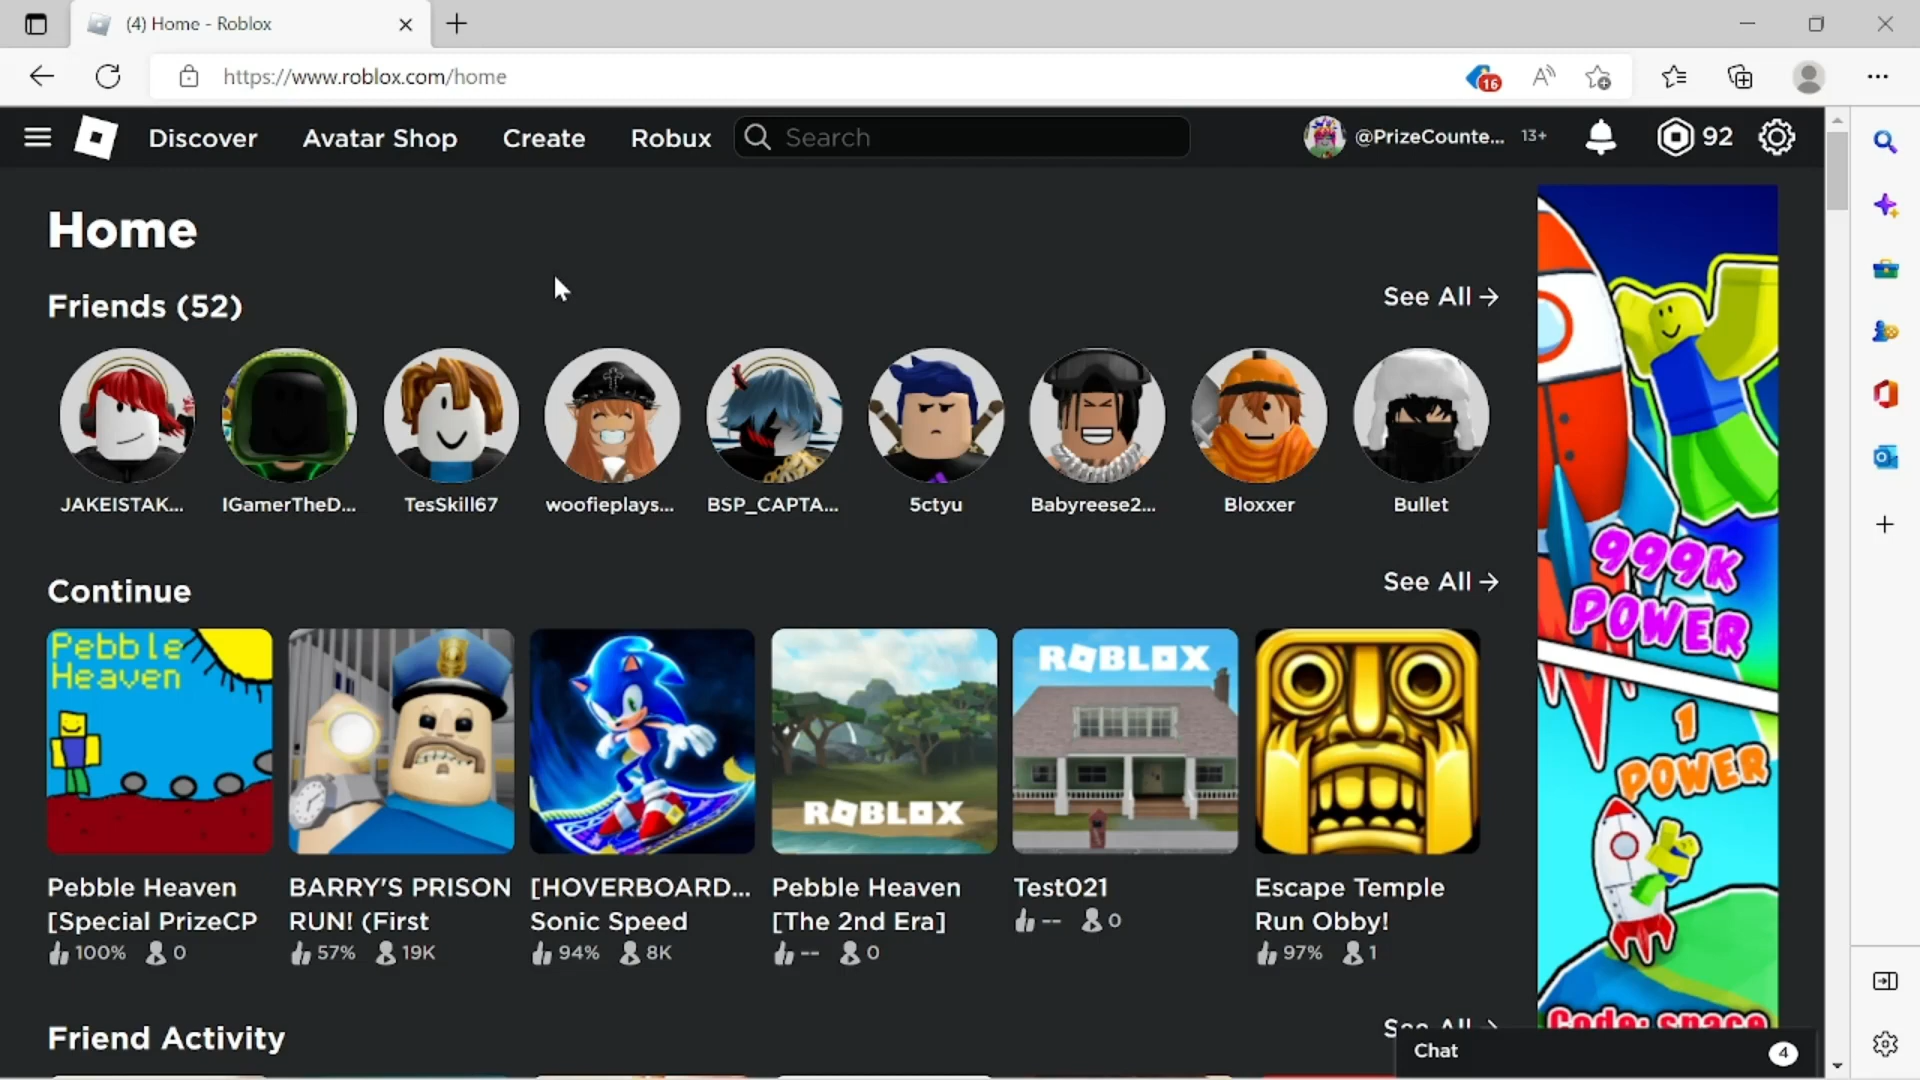 (4) Home - Roblox
https://www.roblox.com/home
16
Discover
Avatar Shop
Create
Robux
Search
@PrizeCounte...
13+
92
Home
Friends (52)
See All →
JAKEISTAK...
IGamerTheD...
TesSkill67
woofieplays...
BSP_CAPTA...
5ctyu
Babyreese2...
Bloxxer
Bullet
Continue
See All →
Pebble
Heaven
ROBLOX
ROBLOX
Pebble Heaven
[Special PrizeCP
100% 0
BARRY'S PRISON
RUN! (First
57% 19K
[HOVERBOARD...
Sonic Speed
94% 8K
Pebble Heaven
[The 2nd Era]
-- 0
Test021
-- 0
Escape Temple
Run Obby!
97% 1
Friend Activity
See All →
999K
POWER
1
POWER
Code: space
Chat
4